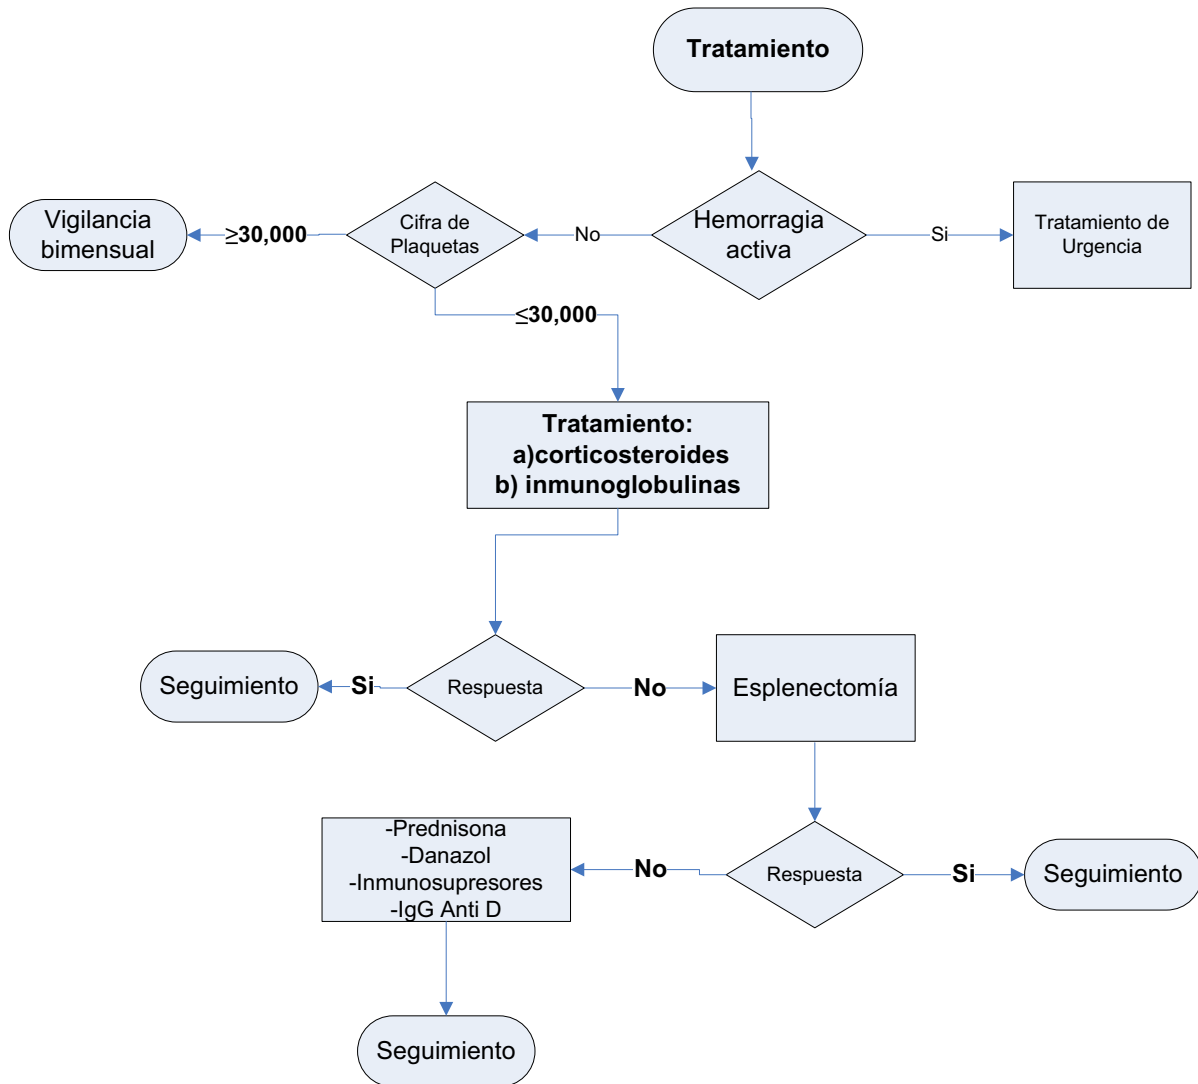 Tratamiento
Hemorragia
activa
Si
Tratamiento de
Urgencia
No
Cifra de
Plaquetas
≥30,000
Vigilancia
bimensual
≤30,000
Tratamiento:
a)corticosteroides
b) inmunoglobulinas
Respuesta
Si
Seguimiento
No
Esplenectomía
Respuesta
Si
Seguimiento
No
-Prednisona
-Danazol
-Inmunosupresores
-IgG Anti D
Seguimiento